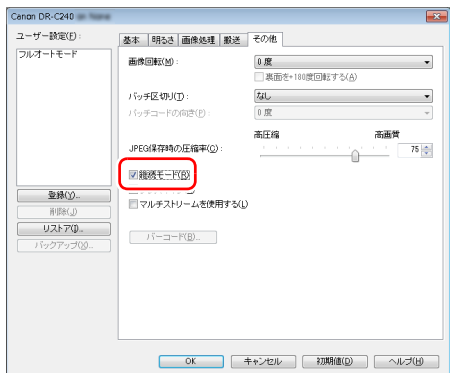 Canon DR-C240
ユーザー設定(F):
フルオートモード
登録(Y)...
削除(J)
リストア(I)...
バックアップ(X)...
基本 明るさ 画像処理 搬送 その他
画像回転(M): 0 度
裏面を+180度回転する(A)
バッチ区切り(T): なし
バッチコードの向き(P): 0 度
高圧縮 高画質
JPEG保存時の圧縮率(C): 75
継続モード(R)
マルチストリームを使用する(L)
バーコード(B)...
OK キャンセル 初期値(D) ヘルプ(H)